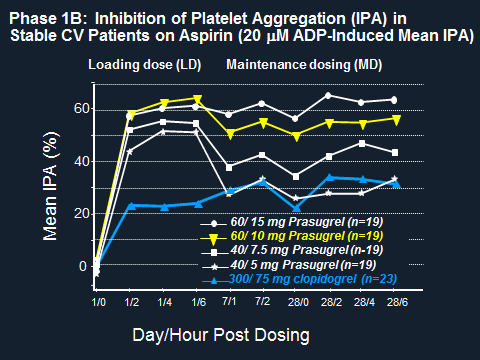 Phase 1B: Inhibition of Platelet Aggregation (IPA) in
Stable CV Patients on Aspirin (20 μM ADP-Induced Mean IPA)
Loading dose (LD) Maintenance dosing (MD)
Mean IPA (%)
60
40
20
0
60/ 15 mg Prasugrel (n=19)
60/ 10 mg Prasugrel (n=19)
40/ 7.5 mg Prasugrel (n-19)
40/ 5 mg Prasugrel (n=19)
300/ 75 mg clopidogrel (n=23)
1/0 1/2 1/4 1/6 7/1 7/2 28/0 28/2 28/4 28/6
Day/Hour Post Dosing